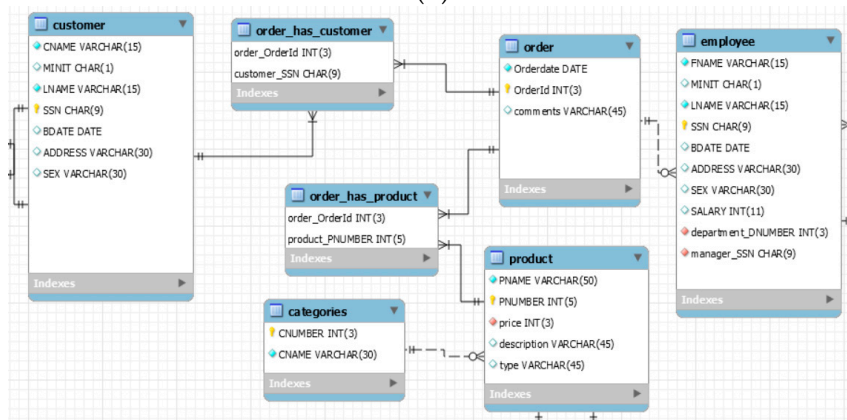 customer
CNAME VARCHAR(15)
MINIT CHAR(1)
LNAME VARCHAR(15)
SSN CHAR(9)
BDATE DATE
ADDRESS VARCHAR(30)
SEX VARCHAR(30)
Indexes
order_has_customer
order_OrderId INT(3)
customer_SSN CHAR(9)
Indexes
order
Orderdate DATE
OrderId INT(3)
comments VARCHAR(45)
Indexes
employee
FNAME VARCHAR(15)
MINIT CHAR(1)
LNAME VARCHAR(15)
SSN CHAR(9)
BDATE DATE
ADDRESS VARCHAR(30)
SEX VARCHAR(30)
SALARY INT(11)
department_DNUMBER INT(3)
manager_SSN CHAR(9)
Indexes
order_has_product
order_OrderId INT(3)
product_PNUMBER INT(5)
Indexes
product
PNAME VARCHAR(50)
PNUMBER INT(5)
price INT(3)
description VARCHAR(45)
type VARCHAR(45)
Indexes
categories
CNUMBER INT(3)
CNAME VARCHAR(30)
Indexes